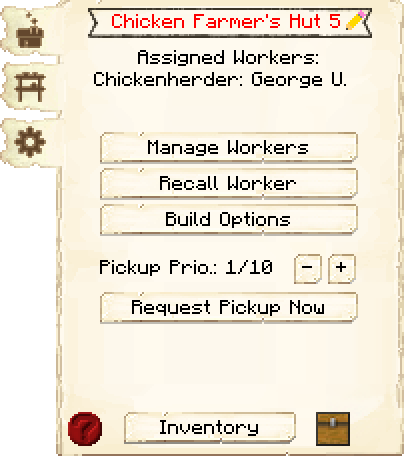 Chicken Farmer's Hut 5
Assigned Workers:
Chickenherder: George U.
Manage Workers
Recall Worker
Build Options
Pickup Prio.: 1/10 - +
Request Pickup Now
? Inventory